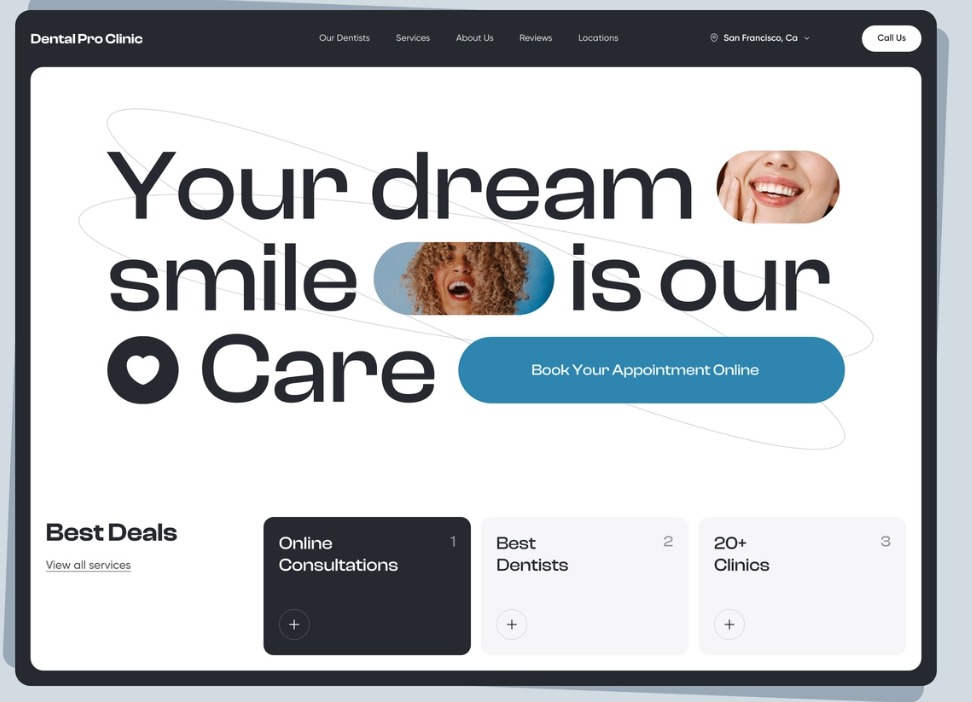 Dental Pro Clinic
Our Dentists
Services
About Us
Reviews
Locations
San Francisco, Ca
Call Us
Your dream
smile is our
Care
Book Your Appointment Online
Best Deals
View all services
Online
Consultations
1
Best
Dentists
2
20+
Clinics
3